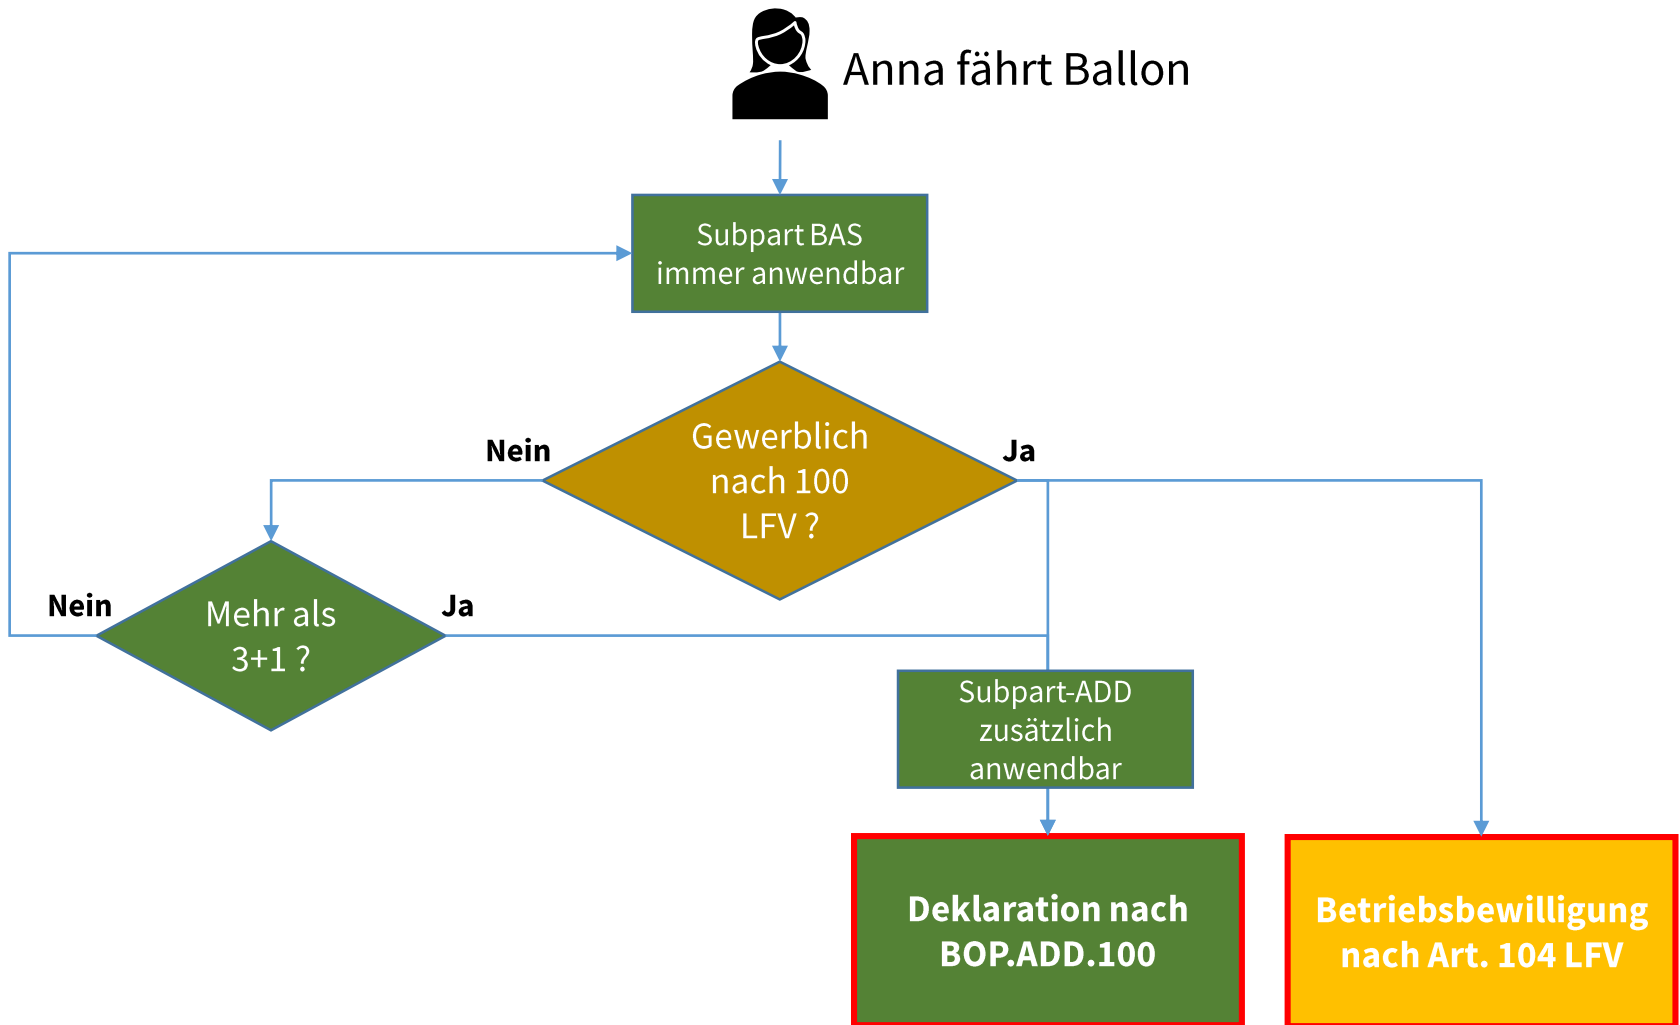 Anna fährt Ballon
Subpart BAS
immer anwendbar
Gewerblich
nach 100
LFV ?
Nein
Ja
Mehr als
3+1 ?
Nein
Ja
Subpart-ADD
zusätzlich
anwendbar
Deklaration nach
BOP.ADD.100
Betriebsbewilligung
nach Art. 104 LFV